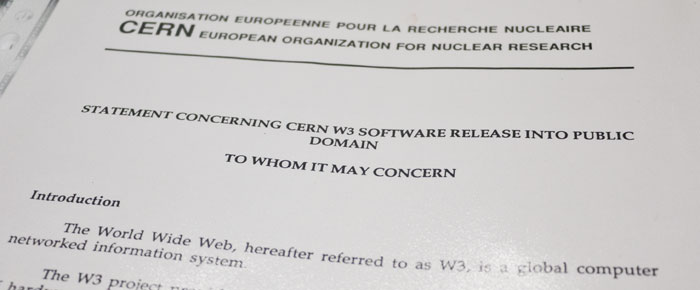 ORGANISATION EUROPEENNE POUR LA RECHERCHE NUCLEAIRE
CERN EUROPEAN ORGANIZATION FOR NUCLEAR RESEARCH
STATEMENT CONCERNING CERN W3 SOFTWARE RELEASE INTO PUBLIC
DOMAIN
TO WHOM IT MAY CONCERN
Introduction
The World Wide Web, hereafter referred to as W3, is a global computer
networked information system.
The W3 project